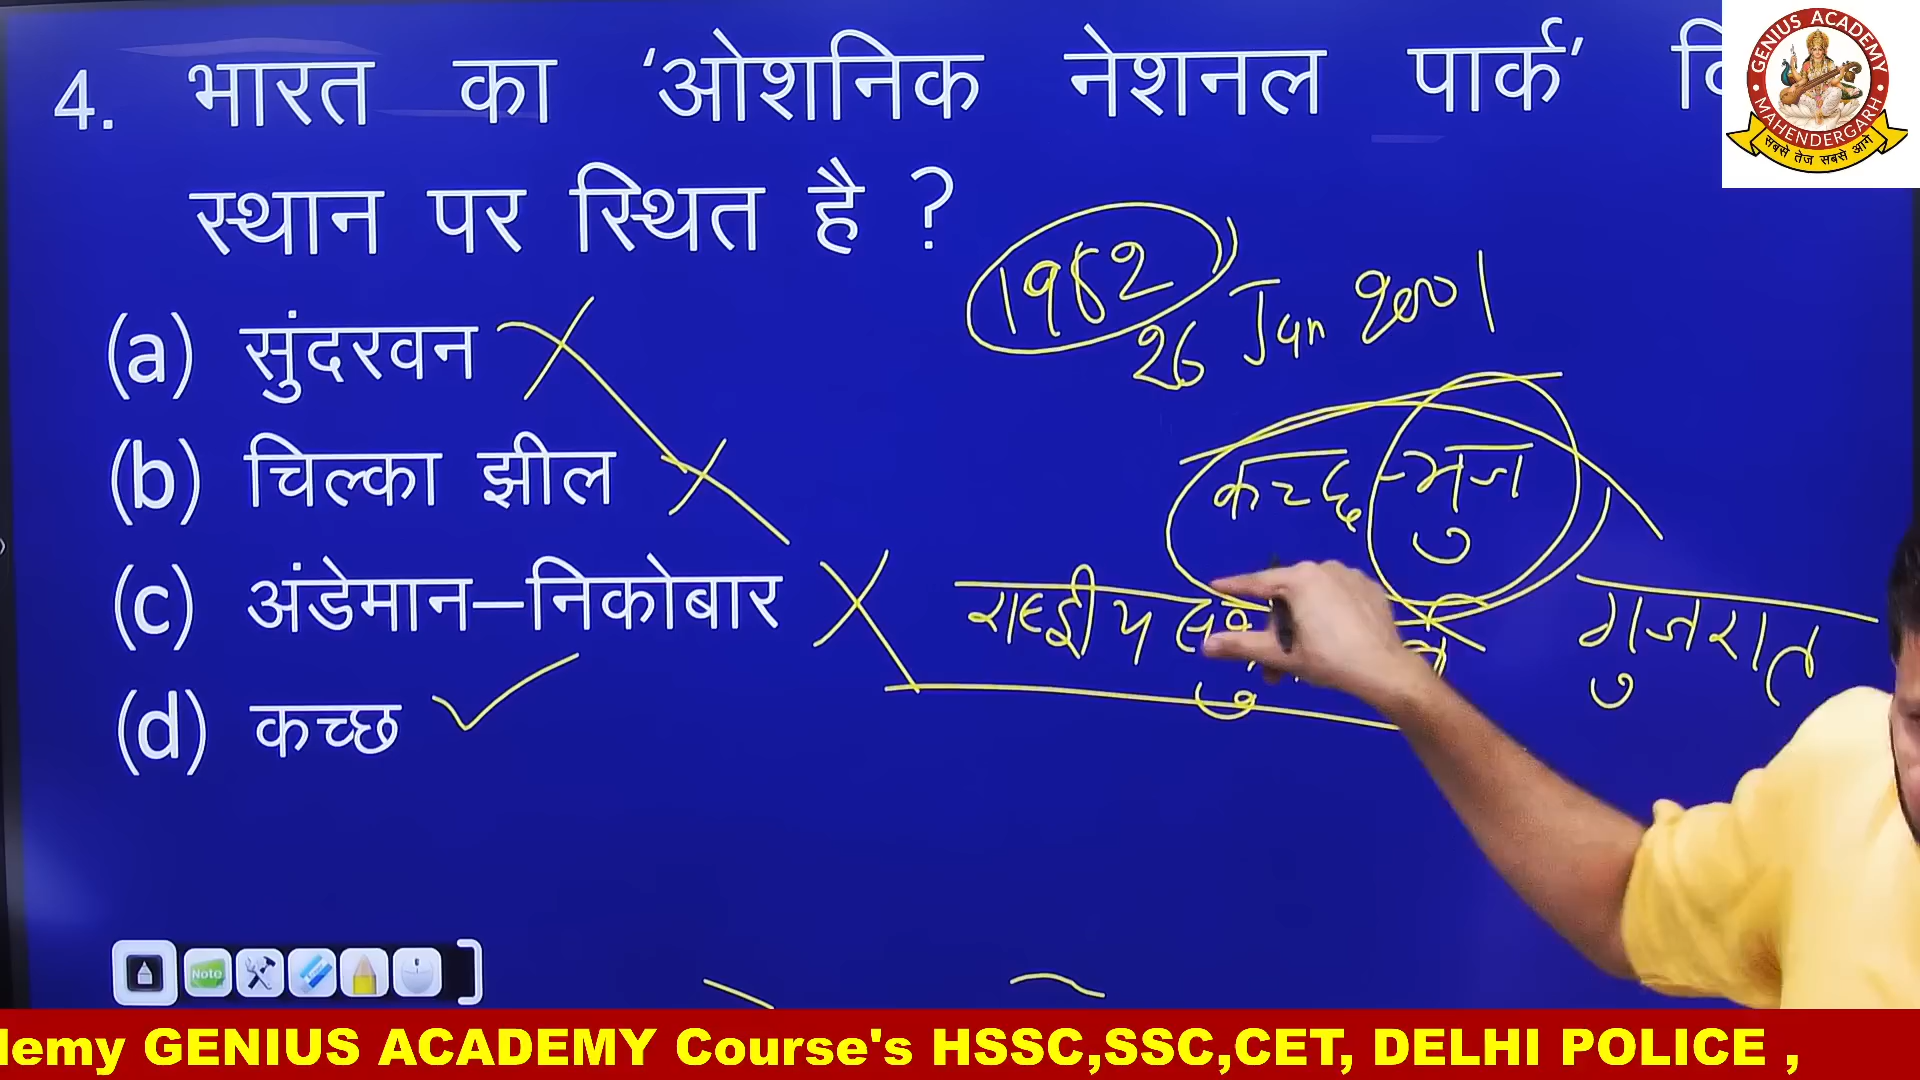 4. भारत का ‘ओशनिक नेशनल पार्क’
स्थान पर स्थित है ?
(a) सुंदरवन
(b) चिल्का झील
(c) अंडेमान–निकोबार
(d) कच्छ
1982
26 Jan 2001
कच्छ-भुज
राष्ट्रीय
गुजरात
GENIUS ACADEMY
MAHENDERGARH
सबसे तेज सबसे आगे
Note
GENIUS ACADEMY Course's HSSC,SSC,CET, DELHI POLICE ,